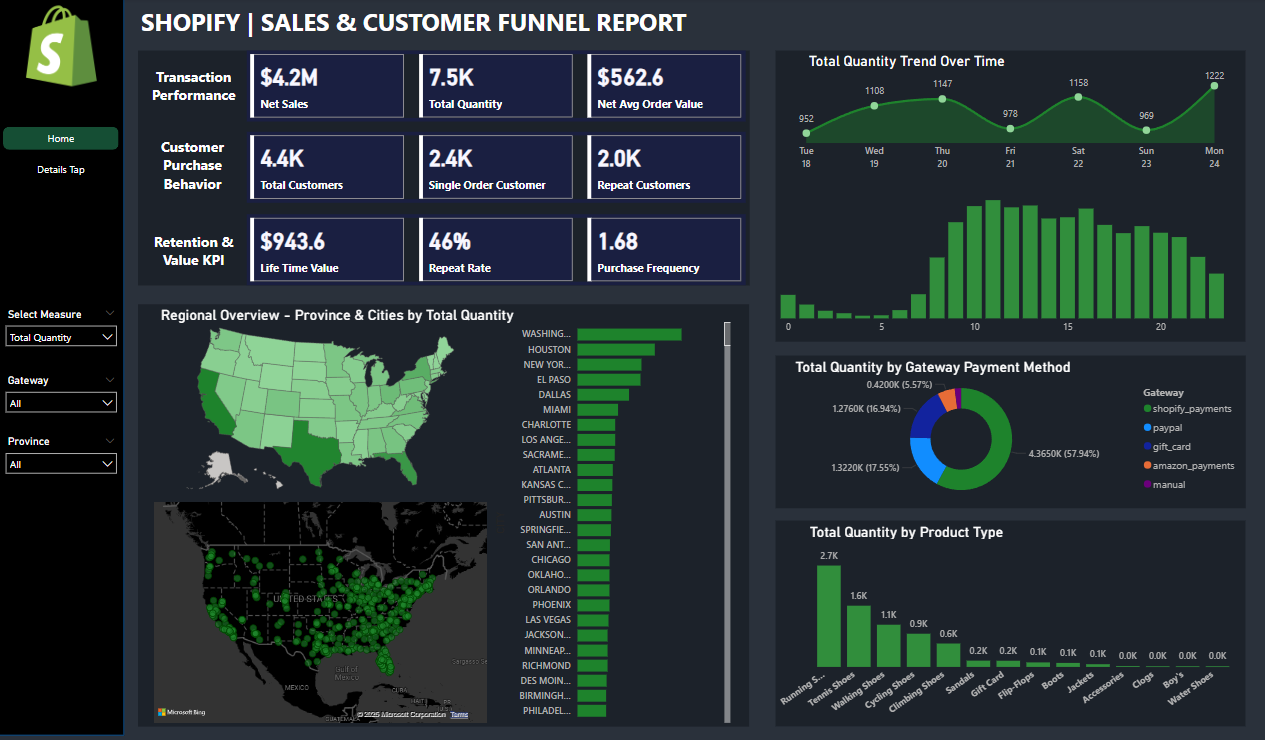 SHOPIFY | SALES & CUSTOMER FUNNEL REPORT
Home
Details Tap
Select Measure
Total Quantity
Gateway
All
Province
All
Transaction
Performance
$4.2M
Net Sales
7.5K
Total Quantity
$562.6
Net Avg Order Value
Customer
Purchase
Behavior
4.4K
Total Customers
2.4K
Single Order Customer
2.0K
Repeat Customers
Retention &
Value KPI
$943.6
Life Time Value
46%
Repeat Rate
1.68
Purchase Frequency
Regional Overview - Province & Cities by Total Quantity
WASHING...
HOUSTON
NEW YOR...
EL PASO
DALLAS
MIAMI
CHARLOTTE
LOS ANGE...
SACRAME...
ATLANTA
KANSAS C...
PITTSBUR...
AUSTIN
SPRINGFIE...
SAN ANT...
CHICAGO
OKLAHO...
ORLANDO
PHOENIX
LAS VEGAS
JACKSON...
MINNEAP...
RICHMOND
DES MOIN...
BIRMINGH...
PHILADEL...
UNITED STATES
Gulf of
Mexico
MEXICO
CUBA
HAITI
GUATEMALA
Microsoft Bing
© 2025 Microsoft Corporation Terms
Total Quantity Trend Over Time
952 1108 1147 978 1158 969 1222
Tue Wed Thu Fri Sat Sun Mon
18 19 20 21 22 23 24
0 5 10 15 20
Total Quantity by Gateway Payment Method
0.4200K (5.57%)
1.2760K (16.94%)
1.3220K (17.55%)
4.3650K (57.94%)
Gateway
shopify_payments
paypal
gift_card
amazon_payments
manual
Total Quantity by Product Type
2.7K 1.6K 1.1K 0.9K 0.6K 0.2K 0.2K 0.1K 0.1K 0.1K 0.0K 0.0K 0.0K 0.0K
Running S...
Tennis Shoes
Walking Shoes
Cycling Shoes
Climbing Shoes
Sandals
Gift Card
Flip-Flops
Boots
Jackets
Accessories
Clogs
Boy's
Water Shoes